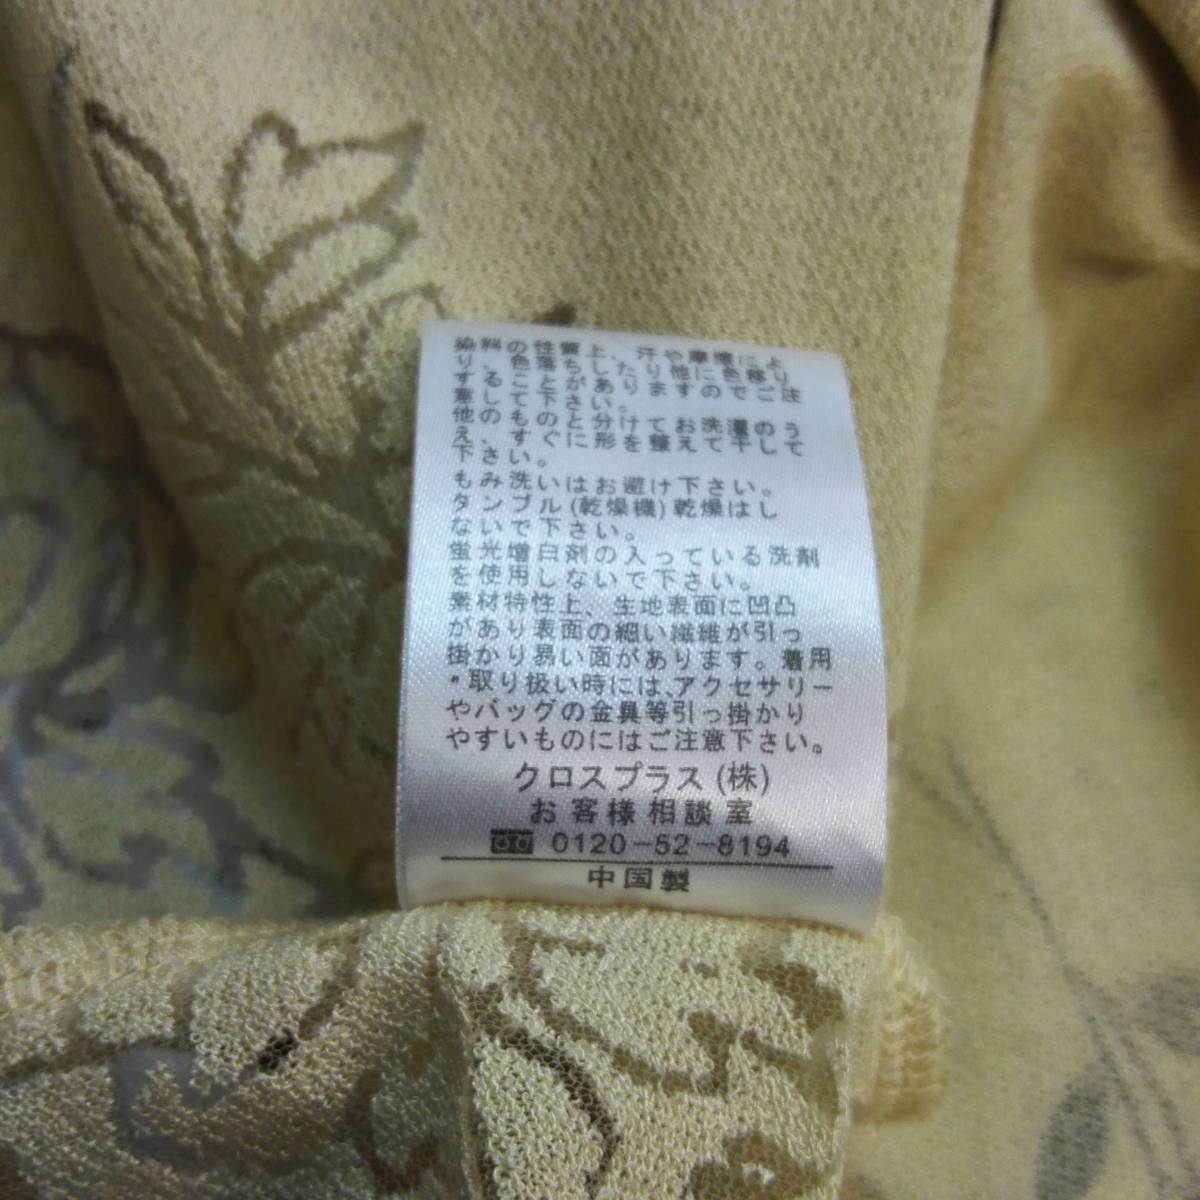 染料の性質上、汗や摩擦によ
り、色落ちしたり他に色移り
することがありますのでご注
意して下さい。
他のものと分けてお洗濯のう
え、すぐに形を整えて干して
下さい。
もみ洗いはお避け下さい。
タンブル(乾燥機)乾燥はし
ないで下さい。
蛍光増白剤の入っている洗剤
を使用しないで下さい。
素材特性上、生地表面に凹凸
があり表面の細い繊維が引っ
掛かり易い面があります。着用
・取り扱い時には、アクセサリー
やバッグの金具等引っ掛かり
やすいものにはご注意下さい。
クロスプラス(株)
お客様相談室
0120-52-8194
中国製